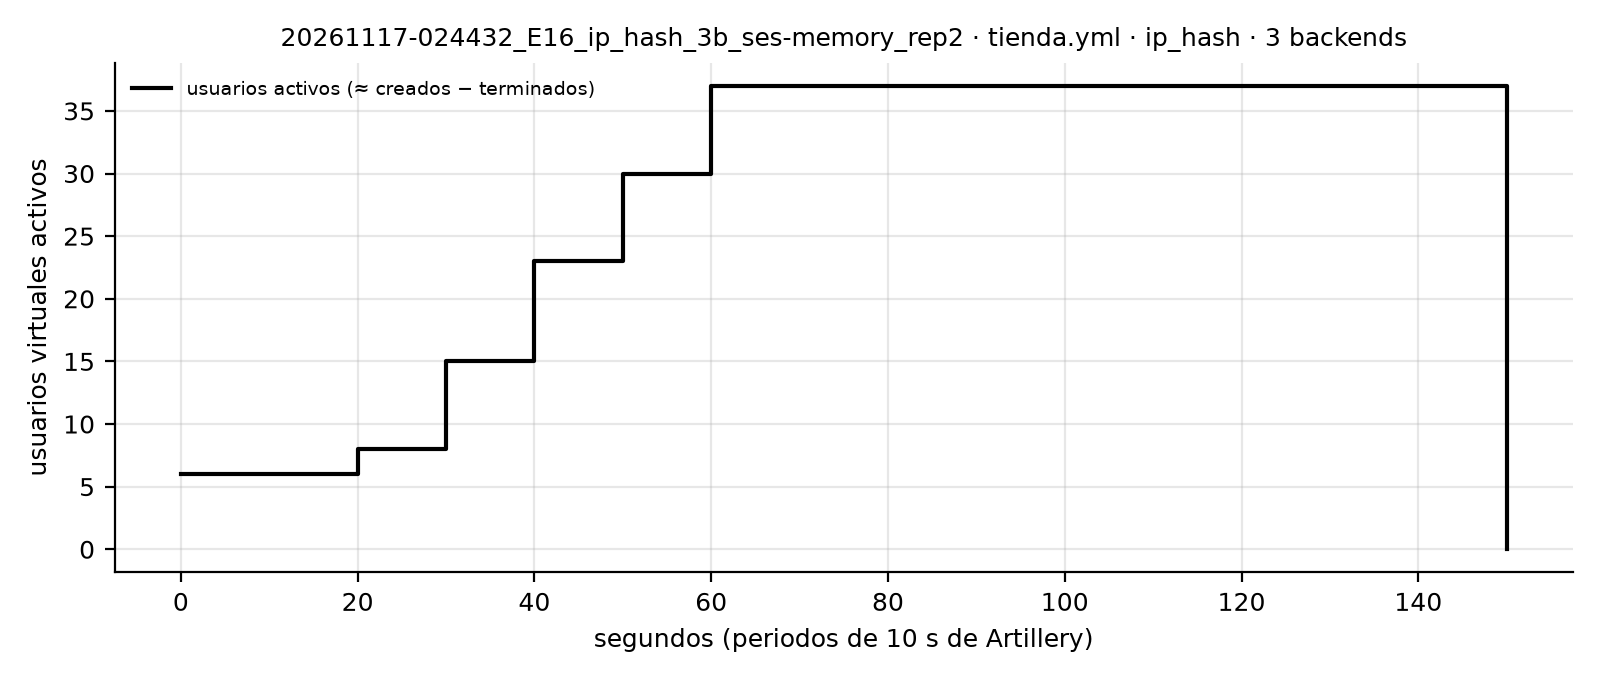 20261117-024432_E16_ip_hash_3b_ses-memory_rep2 · tienda.yml · ip_hash · 3 backends
usuarios activos (≈ creados − terminados)
usuarios virtuales activos
35
30
25
20
15
10
5
0
0 20 40 60 80 100 120 140
segundos (periodos de 10 s de Artillery)